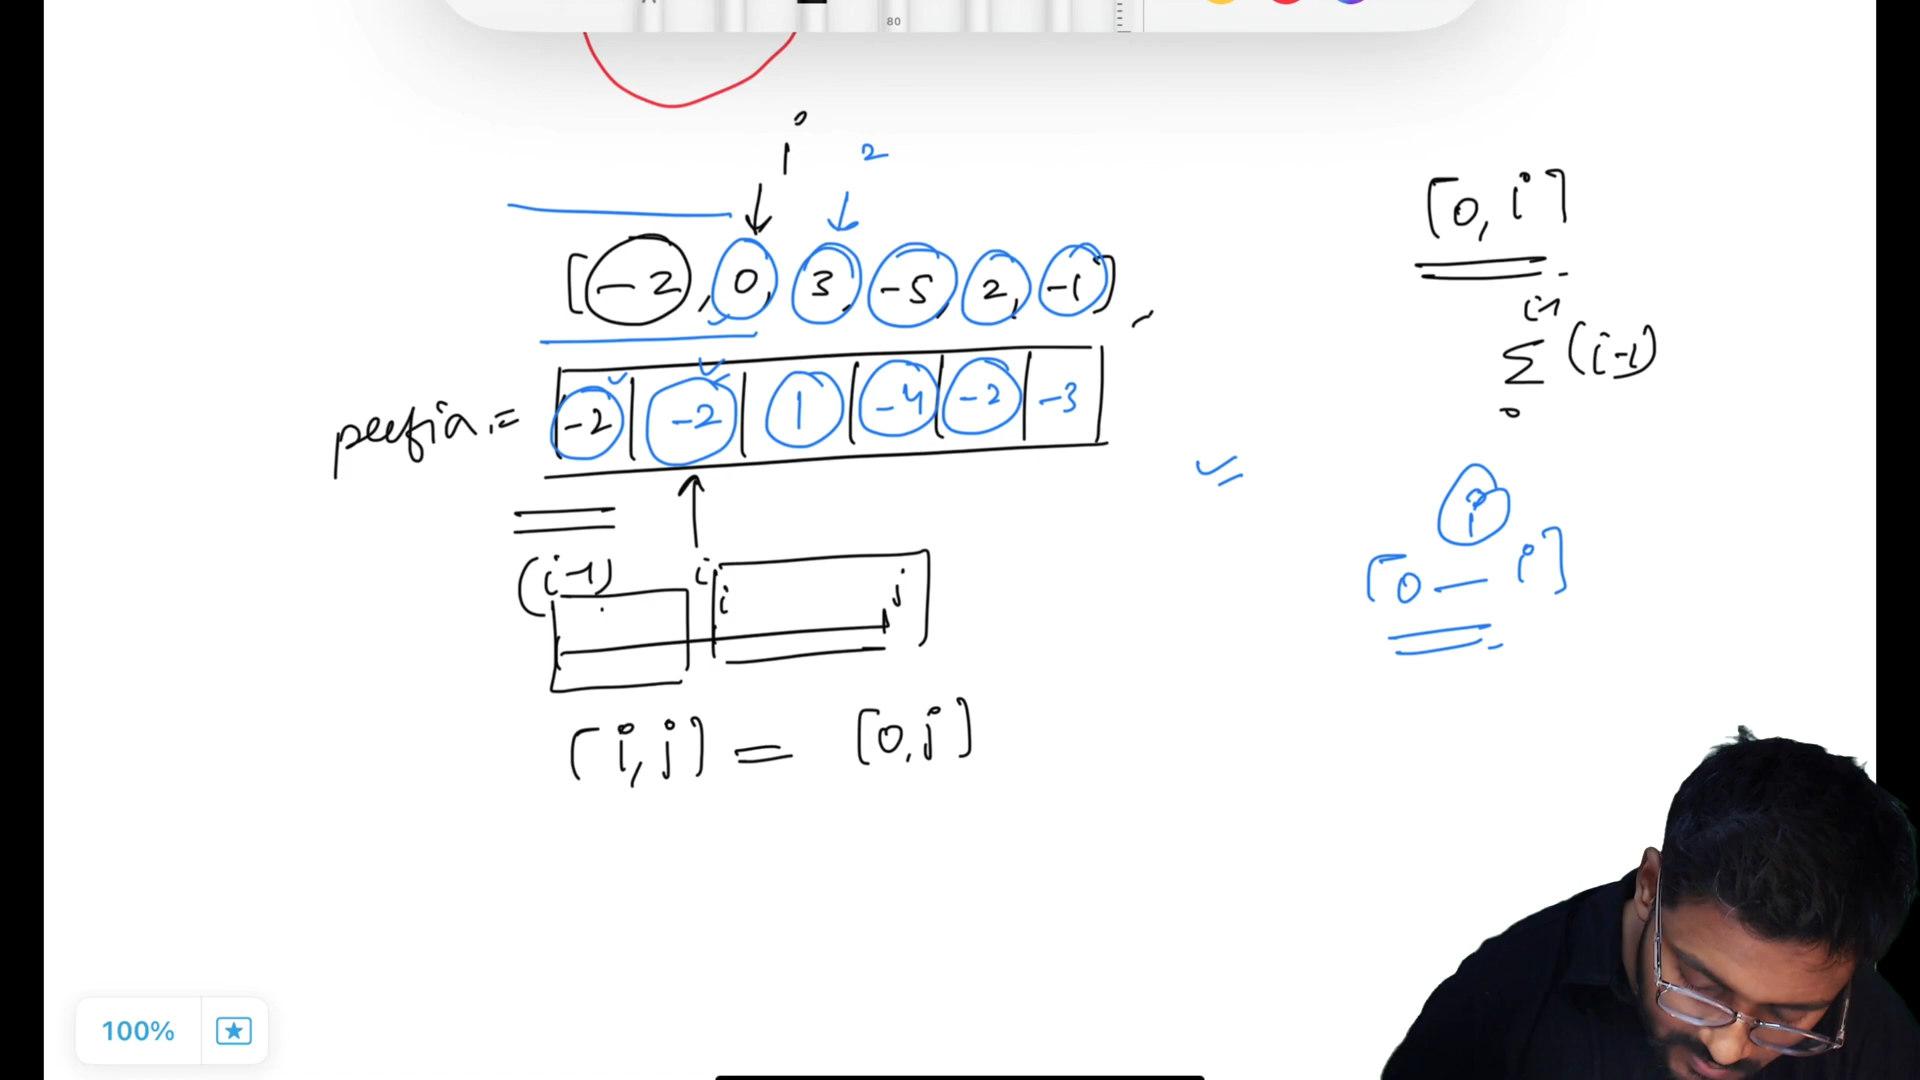 80
i
2
[-2, 0, 3, -5, 2, -1]
[0, i]
i-1
Σ (i-1)
0
prefix = -2 | -2 | 1 | -4 | -2 | -3
i
[0 — i]
(i-1) i
i j
[i, j] = [0, j]
100%